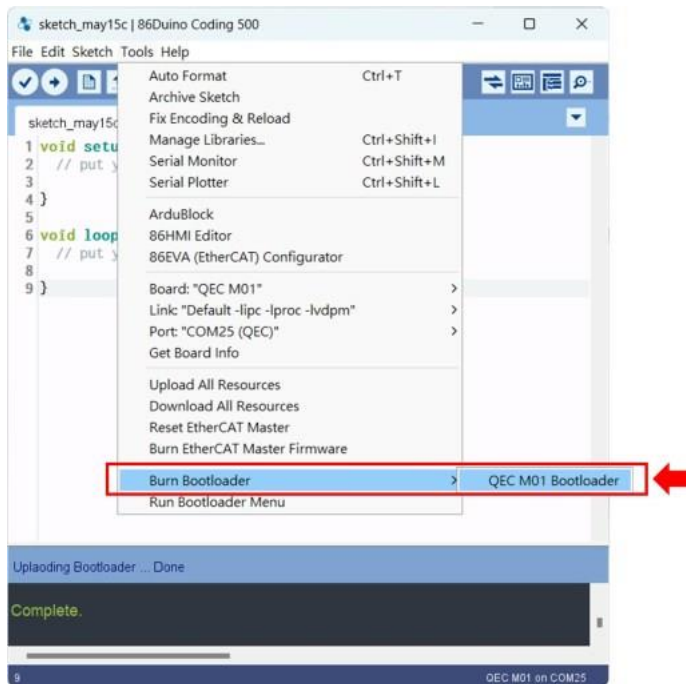 sketch_may15c | 86Duino Coding 500
File Edit Sketch Tools Help
Auto Format Ctrl+T
Archive Sketch
Fix Encoding & Reload
Manage Libraries... Ctrl+Shift+I
Serial Monitor Ctrl+Shift+M
Serial Plotter Ctrl+Shift+L
ArduBlock
86HMI Editor
86EVA (EtherCAT) Configurator
Board: "QEC M01" >
Link: "Default -lipc -lproc -lvdpm" >
Port: "COM25 (QEC)" >
Get Board Info
Upload All Resources
Download All Resources
Reset EtherCAT Master
Burn EtherCAT Master Firmware
Burn Bootloader > QEC M01 Bootloader
Run Bootloader Menu
sketch_may15c
1 void setu
2 // put y
3
4 }
5
6 void loop
7 // put y
8
9 }
Uplaoding Bootloader ... Done
Complete.
9 QEC M01 on COM25